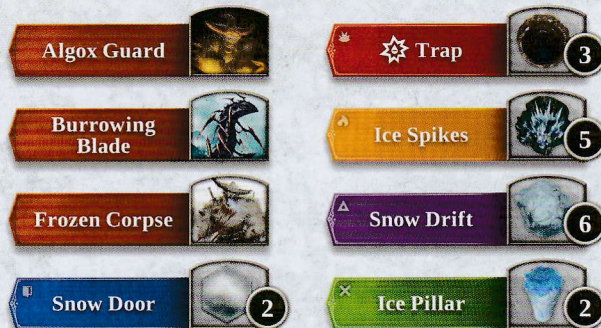 Algox Guard
Burrowing
Blade
Frozen Corpse
Snow Door 2
Trap 3
Ice Spikes 5
Snow Drift 6
Ice Pillar 2